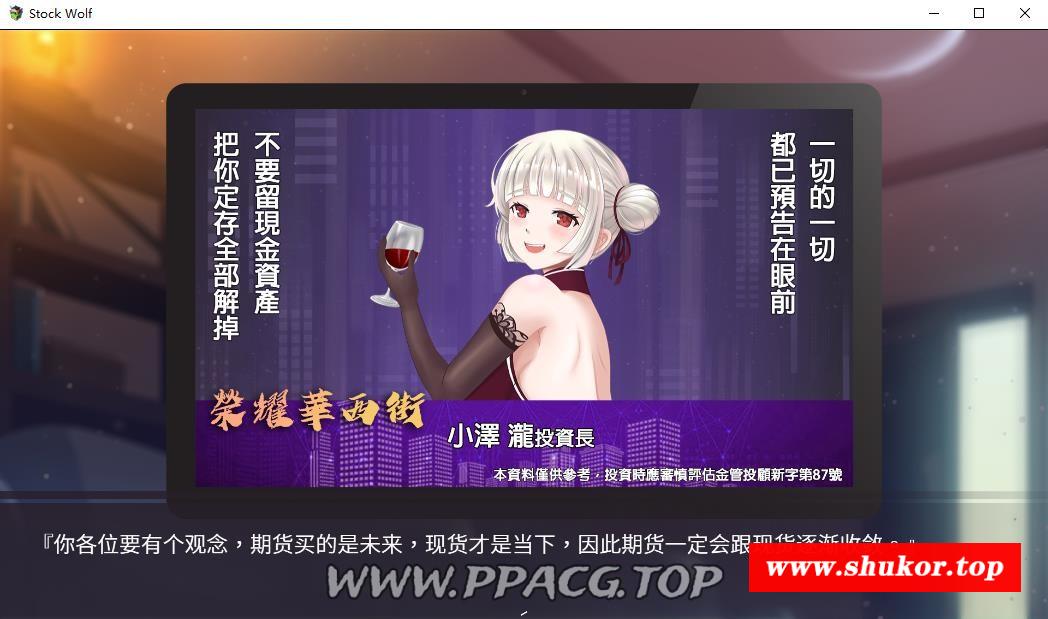 Stock Wolf
一切的一切
都已預告在眼前
不要留現金資產
把你定存全部解掉
榮耀華西街
小澤 瀧投資長
本資料僅供參考，投資時應審慎評估金管投顧新字第87號
『你各位要有个观念，期货买的是未来，现货才是当下，因此期货一定会跟现货逐渐收敛。』
www.shukor.top
WWW.PPACG.TOP